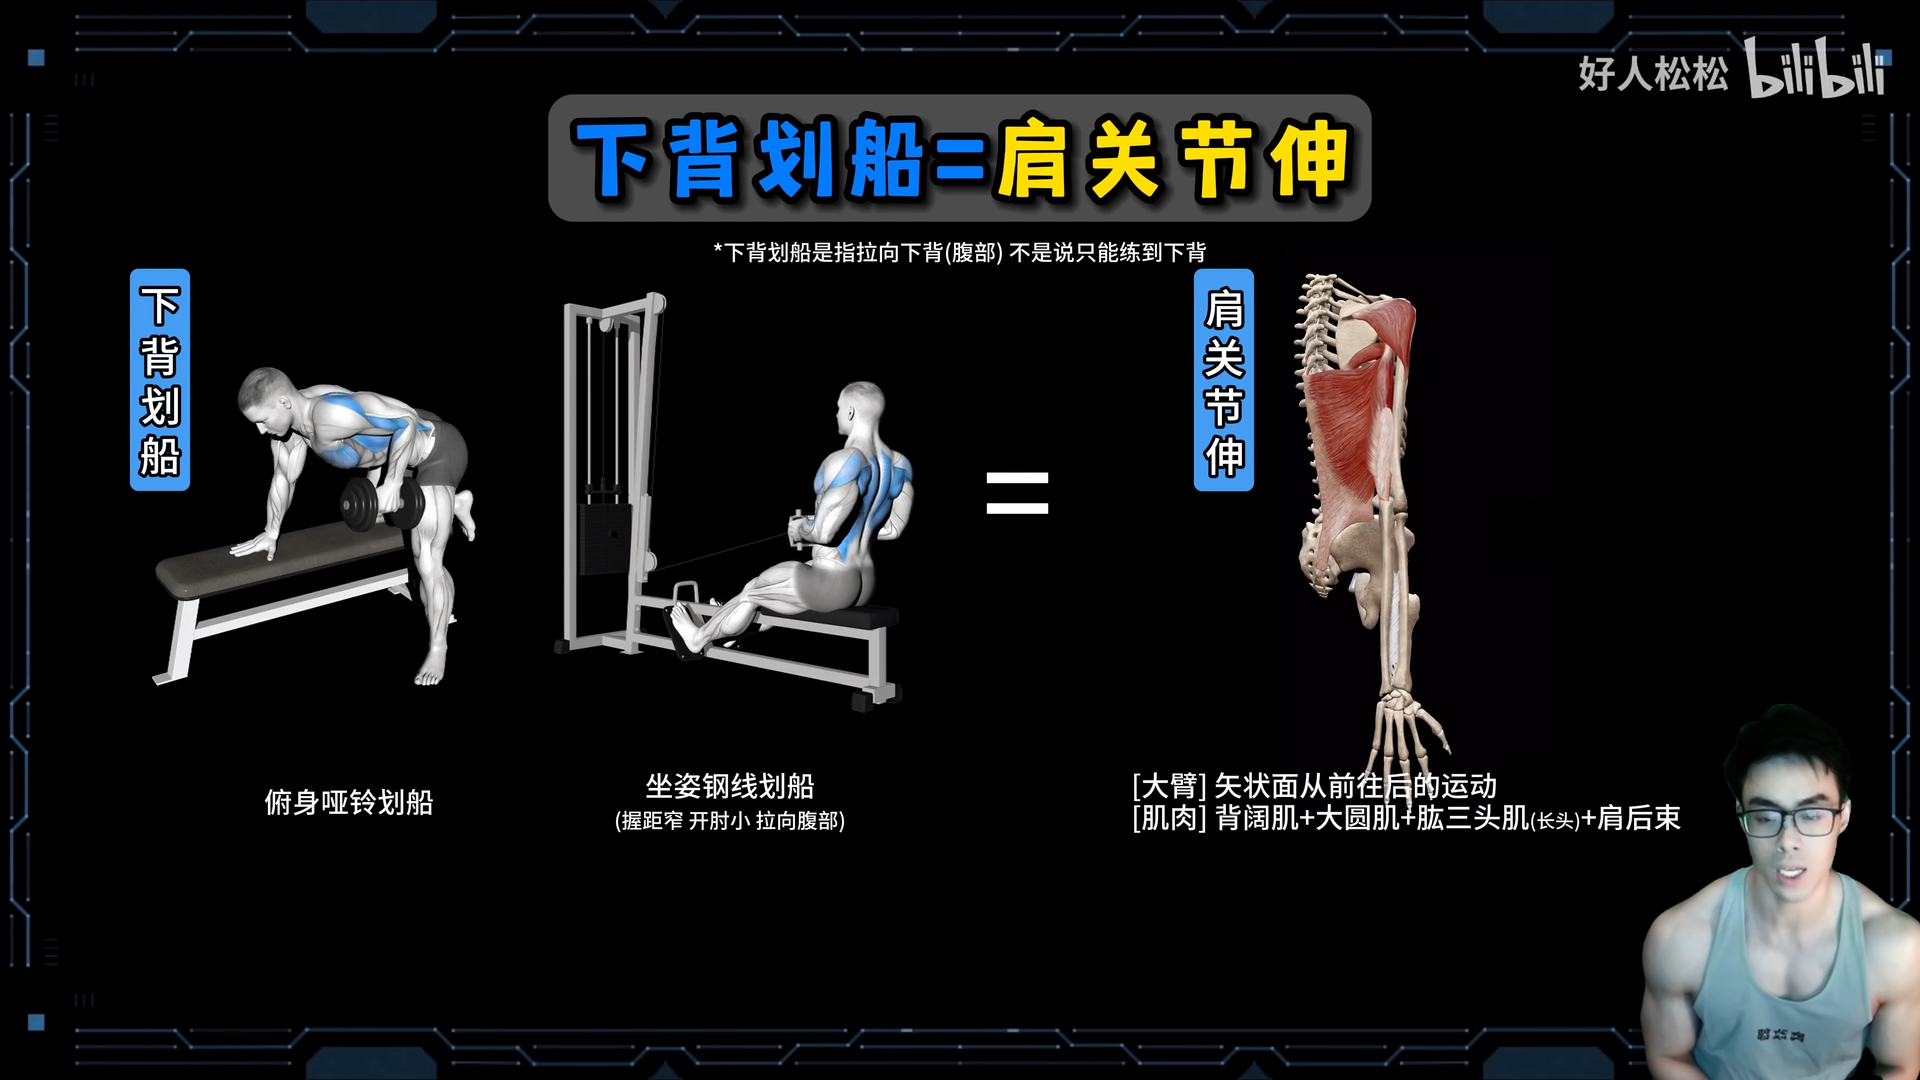 好人松松 bilibili
下背划船=肩关节伸
*下背划船是指拉向下背(腹部) 不是说只能练到下背
下背划船
肩关节伸
俯身哑铃划船
坐姿钢线划船
(握距窄 开肘小 拉向腹部)
[大臂] 矢状面从前往后的运动
[肌肉] 背阔肌+大圆肌+肱三头肌(长头)+肩后束